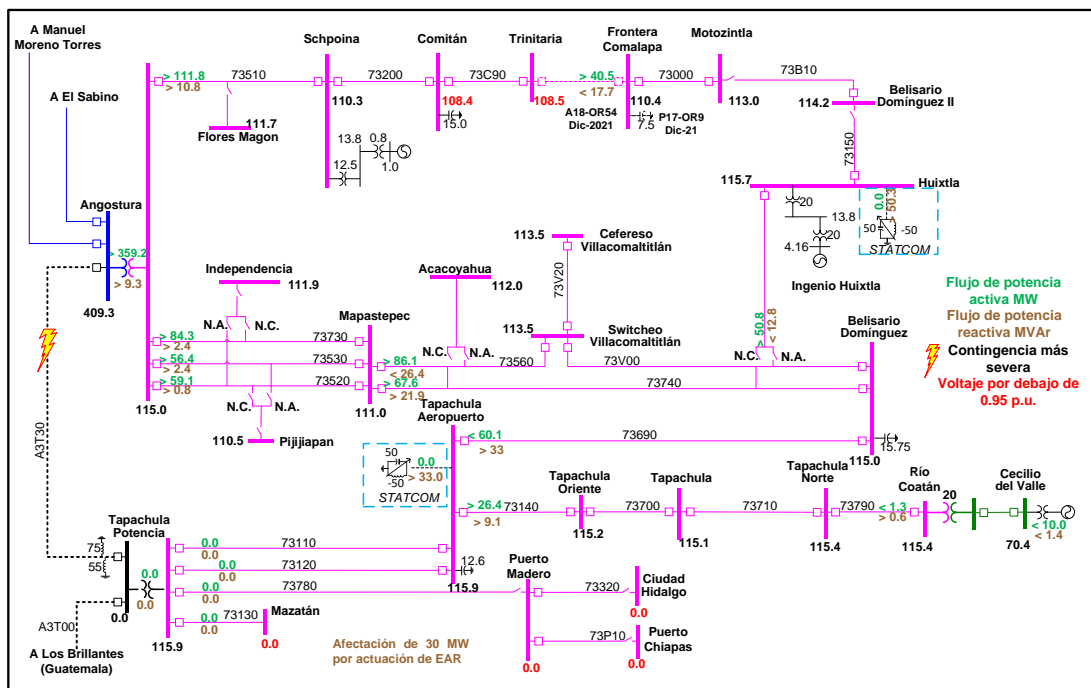 A Manuel
Moreno Torres
A El Sabino
Angostura
409.3
> 359.2
> 9.3
A3T30
> 111.8
> 10.8
73510
Flores Magon
111.7
Schpoina
110.3
13.8
0.8
12.5
1.0
73200
Comitán
108.4
15.0
73C90
Trinitaria
108.5
> 40.5
< 17.7
A18-OR54
Dic-2021
Frontera
Comalapa
110.4
7.5
P17-OR9
Dic-21
73000
Motozintla
113.0
73B10
114.2
Belisario
Domínguez II
73150
115.7
Huixtla
20
13.8
20
4.16
Ingenio Huixtla
0.0
> 50.3
50
-50
STATCOM
Independencia
111.9
N.A.
N.C.
> 84.3
> 2.4
> 56.4
> 2.4
> 59.1
> 0.8
115.0
73730
73530
73520
N.C.
N.A.
110.5
Pijijiapan
Mapastepec
111.0
> 86.1
< 26.4
> 67.6
> 21.9
Acacoyahua
112.0
N.C.
N.A.
73560
Cefereso
Villacomaltitlán
113.5
73V20
113.5
Switcheo
Villacomaltitlán
73V00
73740
> 50.8
< 12.8
N.C.
N.A.
Belisario
Domínguez
115.0
15.75
Flujo de potencia
activa MW
Flujo de potencia
reactiva MVAr
Contingencia más
severa
Voltaje por debajo de
0.95 p.u.
Tapachula
Aeropuerto
50
-50
STATCOM
0.0
> 33.0
< 60.1
> 33
73690
> 26.4
> 9.1
73140
Tapachula
Oriente
115.2
73700
Tapachula
115.1
73710
Tapachula
Norte
115.4
73790
< 1.3
> 0.6
Río
Coatán
115.4
20
Cecilio
del Valle
70.4
< 10.0
< 1.4
12.6
115.9
Tapachula
Potencia
75
55
0.0
0.0
0.0
115.9
A3T00
A Los Brillantes
(Guatemala)
0.0
0.0
73110
0.0
0.0
73120
0.0
0.0
73780
0.0
0.0
73130
Mazatán
0.0
Puerto
Madero
0.0
73320
Ciudad
Hidalgo
0.0
73P10
Puerto
Chiapas
0.0
Afectación de 30 MW
por actuación de EAR